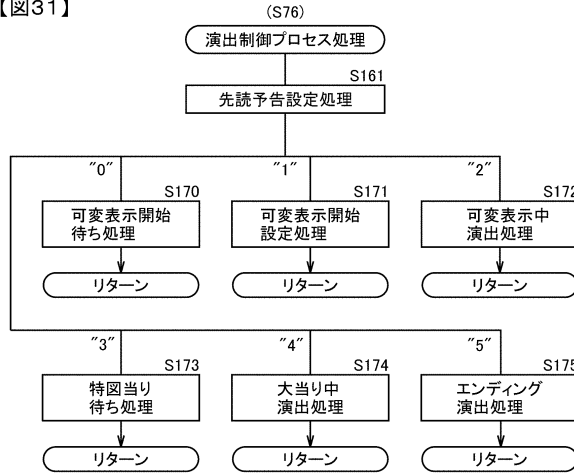 【図31】
(S76)
演出制御プロセス処理
S161
先読予告設定処理
"0"
"1"
"2"
S170
S171
S172
可変表示開始
待ち処理
可変表示開始
設定処理
可変表示中
演出処理
リターン
リターン
リターン
"3"
"4"
"5"
S173
S174
S175
特図当り
待ち処理
大当り中
演出処理
エンディング
演出処理
リターン
リターン
リターン